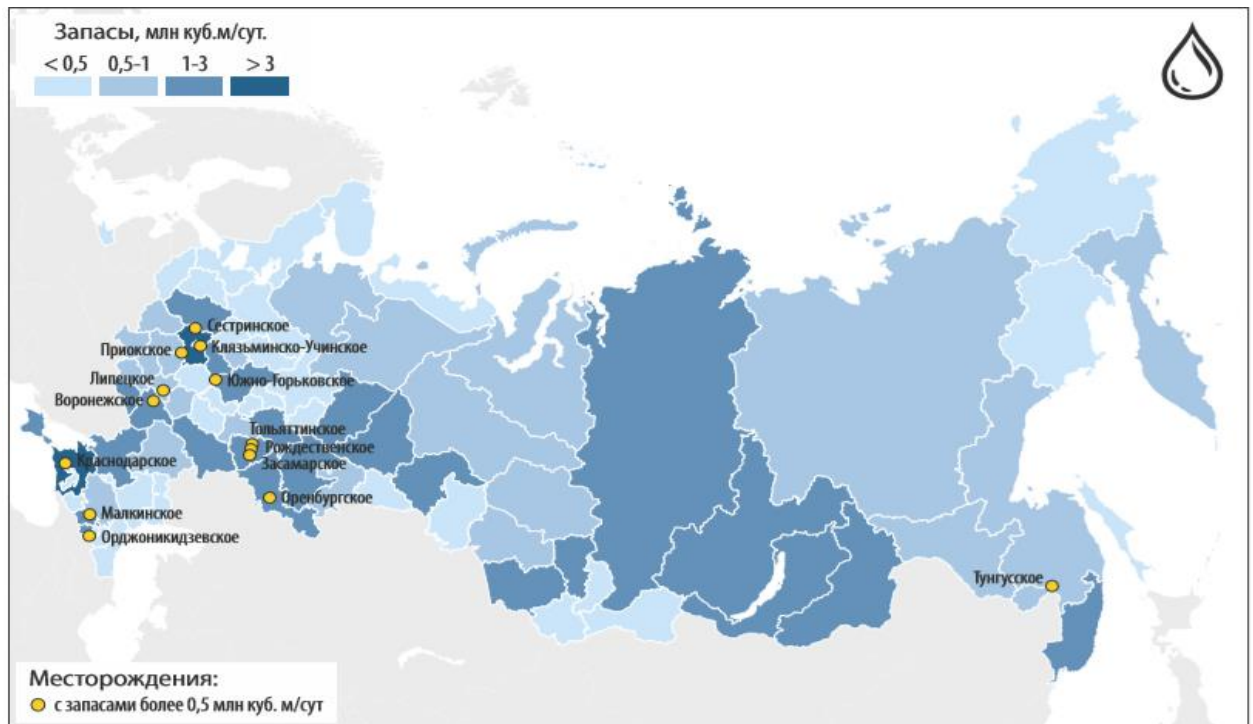 Запасы, млн куб.м/сут.
< 0,5 0,5-1 1-3 > 3
Сестринское
Клязьминско-Учинское
Приокское
Южно-Горьковское
Липецкое
Воронежское
Тольяттинское
Рождественское
Засамарское
Краснодарское
Оренбургское
Малкинское
Орджоникидзевское
Тунгусское
Месторождения:
с запасами более 0,5 млн куб. м/сут